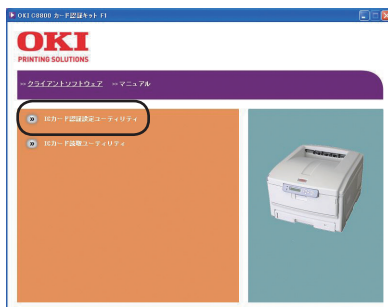 OKI C8800 カード認証キット F1
OKI
PRINTING SOLUTIONS
クライアントソフトウェア マニュアル
ICカード認証設定ユーティリティ
ICカード読取ユーティリティ